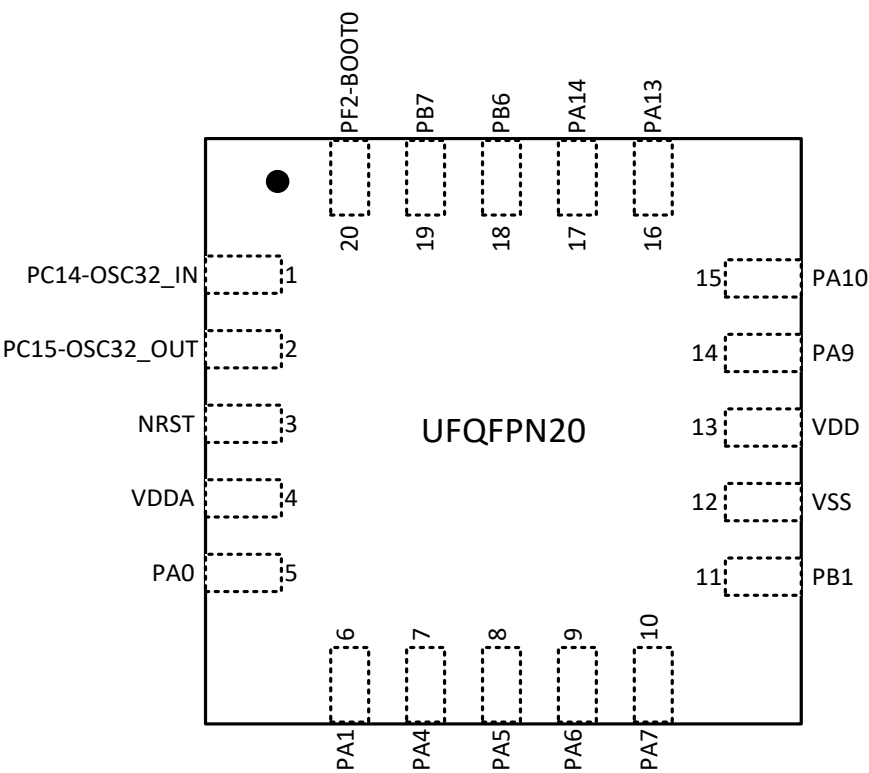 PF2-BOOT0
PB7
PB6
PA14
PA13
20
19
18
17
16
PC14-OSC32_IN 1
15 PA10
PC15-OSC32_OUT 2
14 PA9
NRST 3
UFQFPN20
13 VDD
VDDA 4
12 VSS
PA0 5
11 PB1
6
7
8
9
10
PA1
PA4
PA5
PA6
PA7